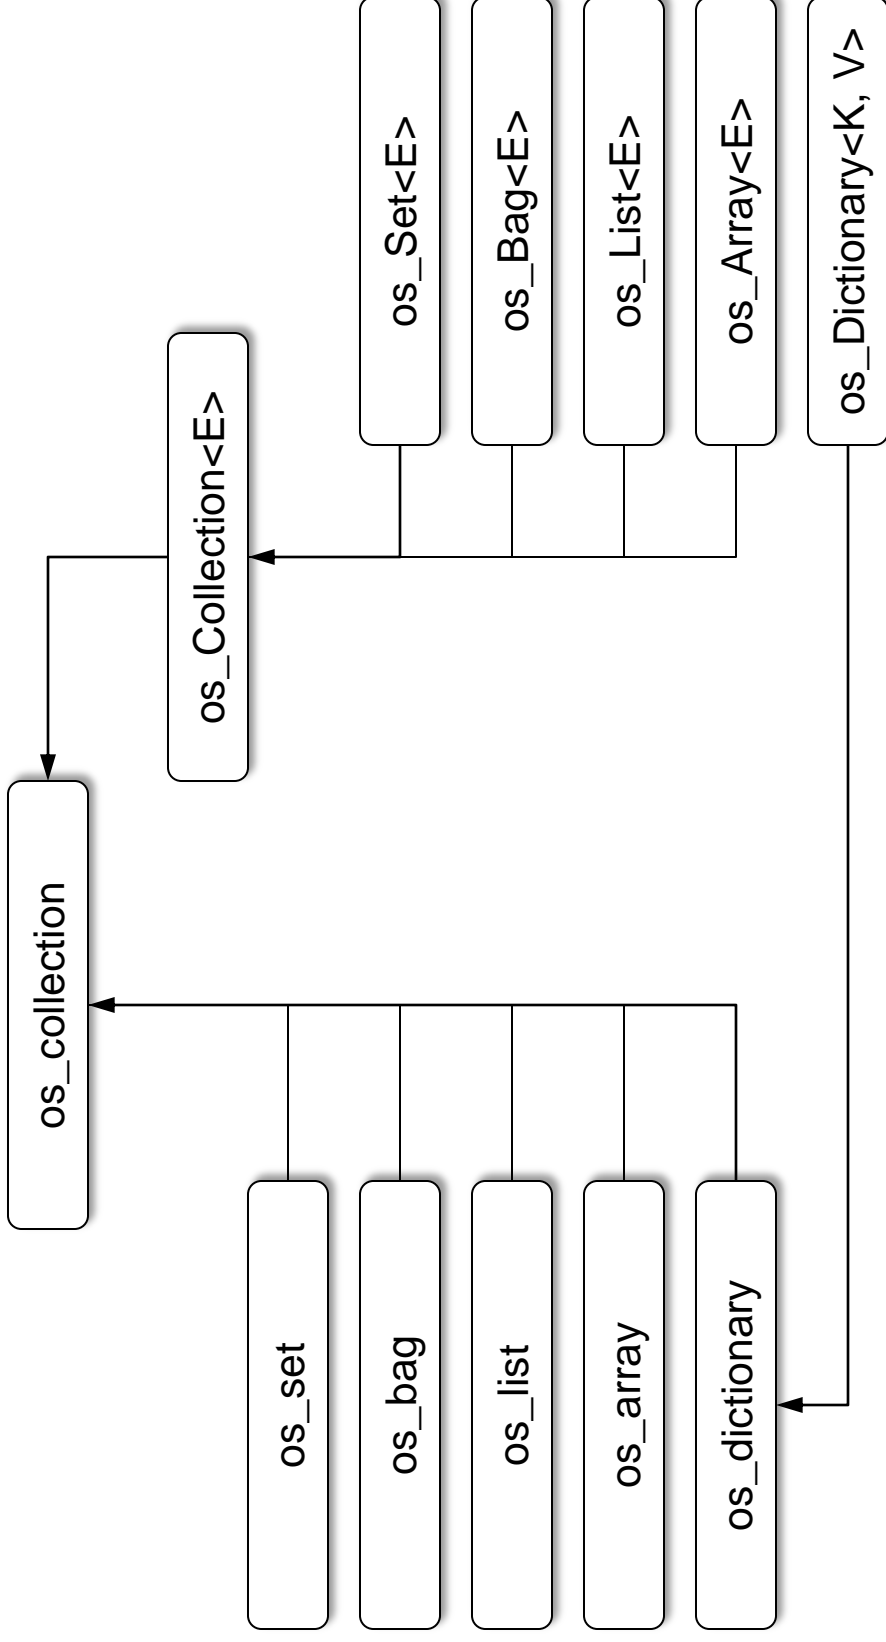 os_collection
os_Collection<E>
os_set
os_bag
os_list
os_array
os_dictionary
os_Set<E>
os_Bag<E>
os_List<E>
os_Array<E>
os_Dictionary<K, V>